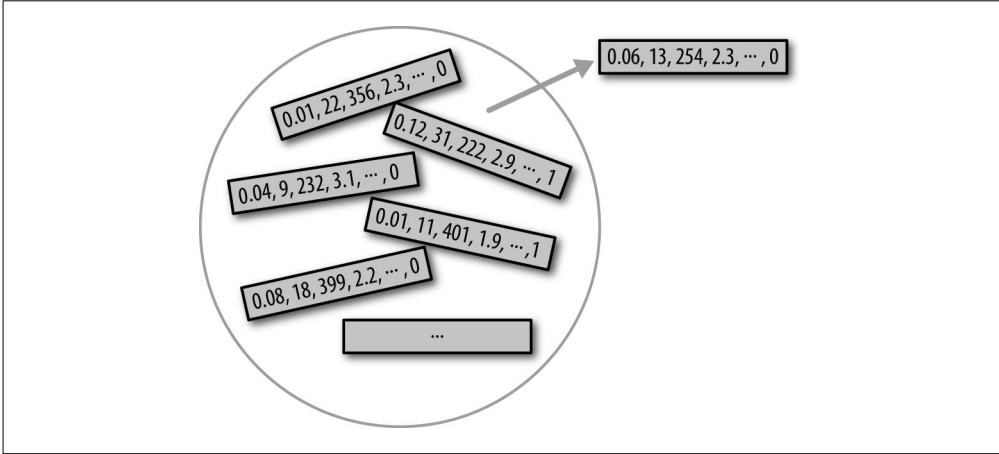 0.06, 13, 254, 2.3, ··· , 0
0.01, 22, 356, 2.3, ··· , 0
0.12, 31, 222, 2.9, ··· , 1
0.04, 9, 232, 3.1, ··· , 0
0.01, 11, 401, 1.9, ··· ,1
0.08, 18, 399, 2.2, ··· , 0
···